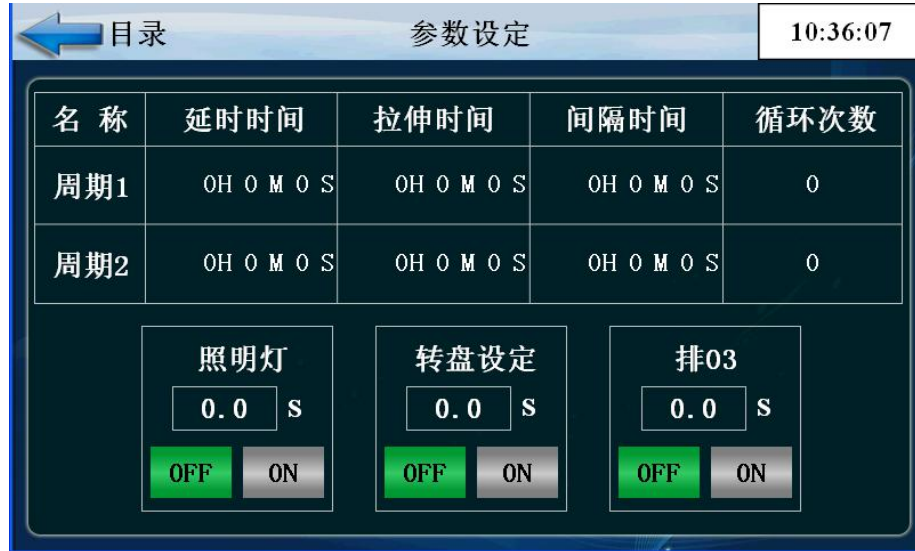 目录 参数设定 10:36:07
名 称 延时时间 拉伸时间 间隔时间 循环次数
周期1 0H 0 M 0 S 0H 0 M 0 S 0H 0 M 0 S 0
周期2 0H 0 M 0 S 0H 0 M 0 S 0H 0 M 0 S 0
照明灯 转盘设定 排03
0.0 S 0.0 S 0.0 S
OFF ON OFF ON OFF ON